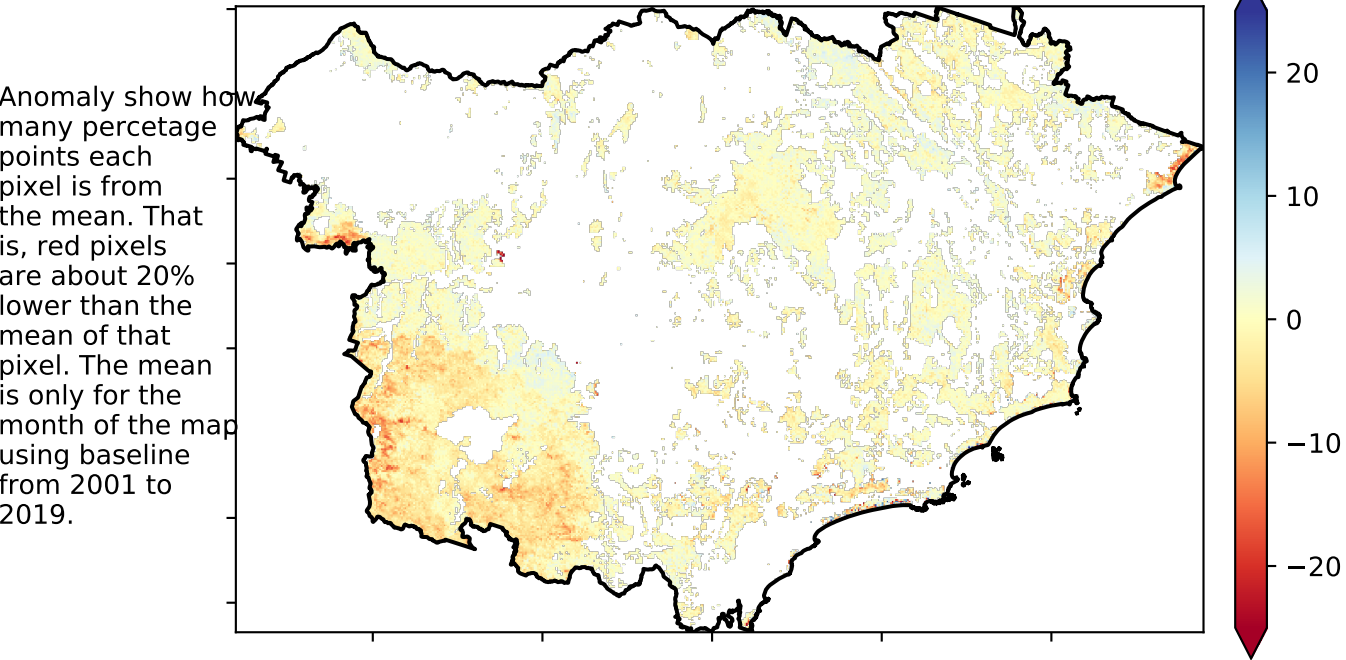 Anomaly show how
many percetage
points each
pixel is from
the mean. That
is, red pixels
are about 20%
lower than the
mean of that
pixel. The mean
is only for the
month of the map
using baseline
from 2001 to
2019.
20
10
0
−10
−20